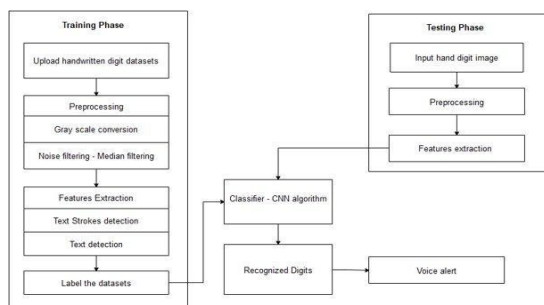 Training Phase
Upload handwritten digit datasets
Preprocessing
Gray scale conversion
Noise filtering - Median filtering
Features Extraction
Text Strokes detection
Text detection
Label the datasets
Testing Phase
Input hand digit image
Preprocessing
Features extraction
Classifier - CNN algorithm
Recognized Digits
Voice alert